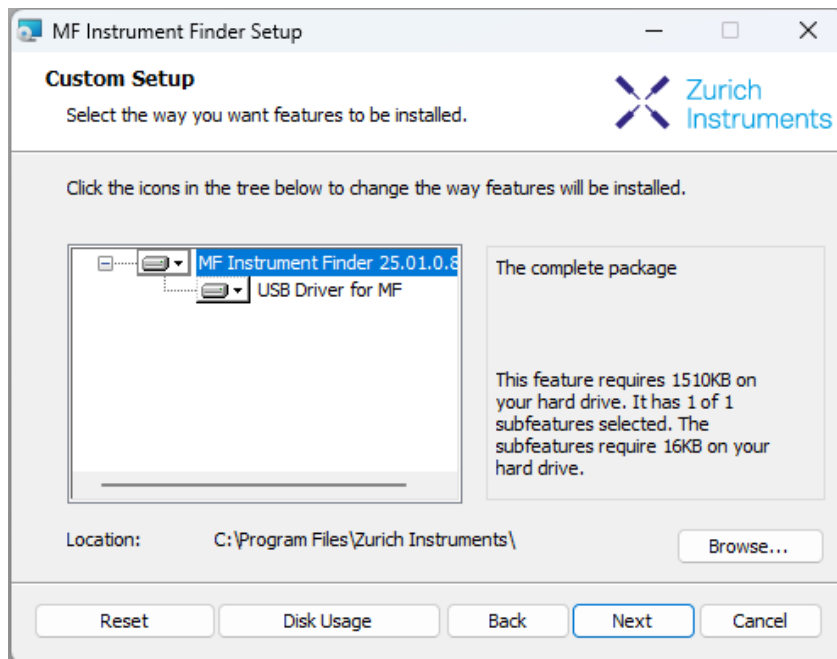 MF Instrument Finder Setup
Custom Setup
Select the way you want features to be installed.
Zurich
Instruments
Click the icons in the tree below to change the way features will be installed.
MF Instrument Finder 25.01.0.8
USB Driver for MF
The complete package
This feature requires 1510KB on
your hard drive. It has 1 of 1
subfeatures selected. The
subfeatures require 16KB on your
hard drive.
Location: C:\Program Files\Zurich Instruments\
Browse...
Reset Disk Usage Back Next Cancel